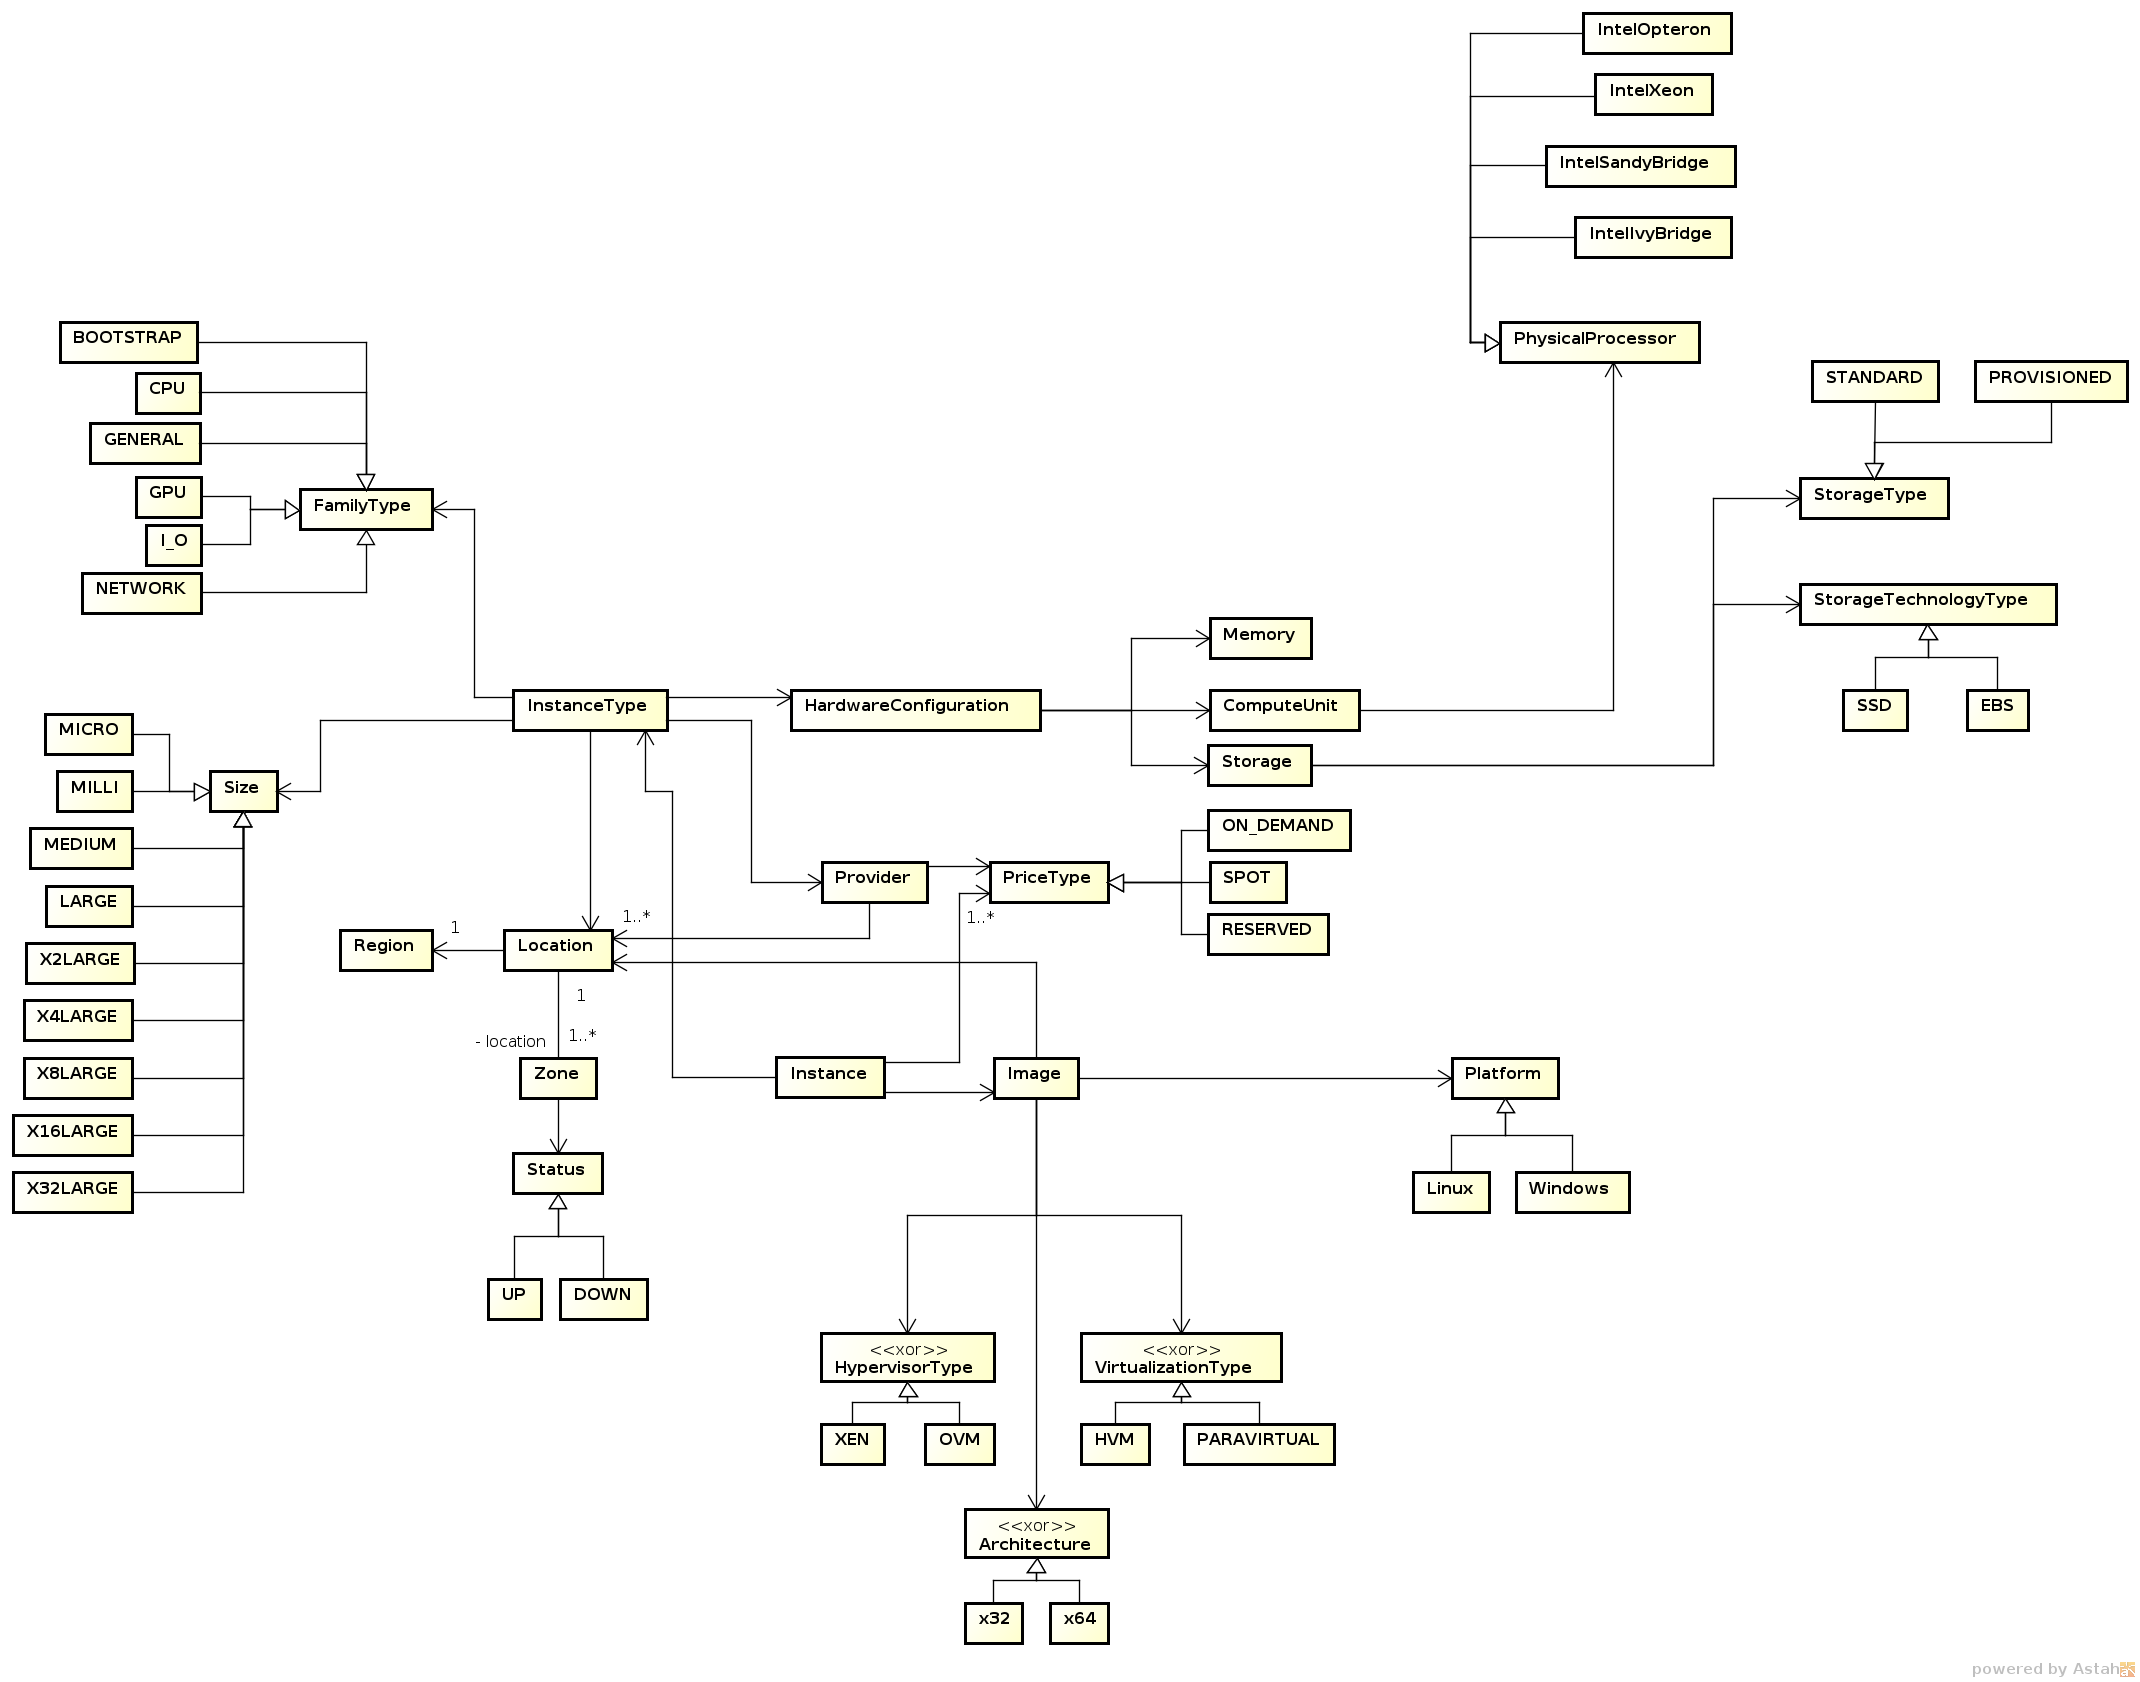 IntelOpteron
IntelXeon
IntelSandyBridge
IntelIvyBridge
BOOTSTRAP
PhysicalProcessor
CPU
STANDARD
PROVISIONED
GENERAL
GPU
FamilyType
StorageType
I_O
NETWORK
StorageTechnologyType
Memory
InstanceType
HardwareConfiguration
ComputeUnit
SSD
EBS
MICRO
Storage
MILLI
Size
ON_DEMAND
MEDIUM
Provider
PriceType
SPOT
LARGE
1..*
1..*
1
RESERVED
Region
Location
X2LARGE
1
X4LARGE
1..*
- location
X8LARGE
Zone
Instance
Image
Platform
X16LARGE
Status
X32LARGE
Linux
Windows
UP
DOWN
<<xor>>
HypervisorType
<<xor>>
VirtualizationType
XEN
OVM
HVM
PARAVIRTUAL
<<xor>>
Architecture
x32
x64
powered by Astah